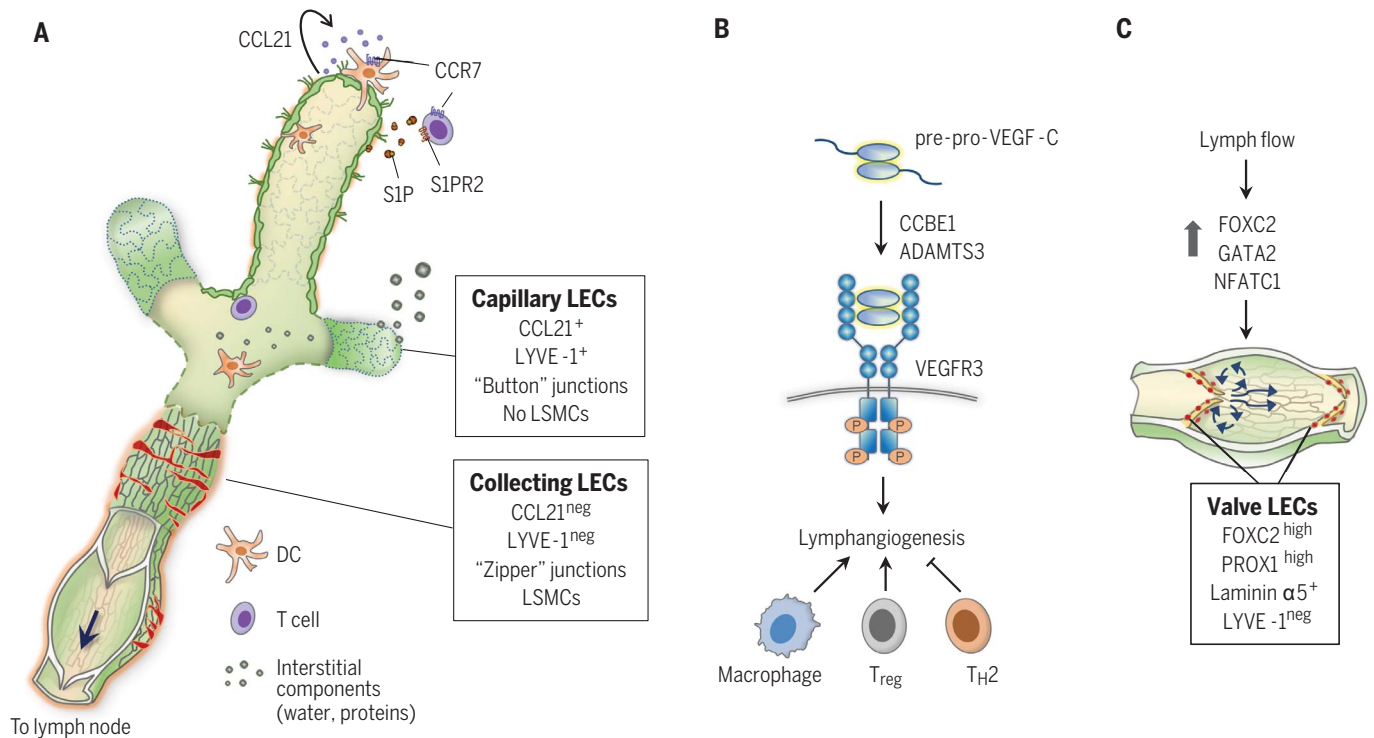 A
CCL21
CCR7
S1P
S1PR2
Capillary LECs
CCL21+
LYVE-1+
“Button” junctions
No LSMCs
Collecting LECs
CCL21neg
LYVE-1neg
“Zipper” junctions
LSMCs
DC
T cell
Interstitial
components
(water, proteins)
To lymph node
B
pre-pro-VEGF-C
CCBE1
ADAMTS3
VEGFR3
P
P
P
P
Lymphangiogenesis
Macrophage
Treg
TH2
C
Lymph flow
FOXC2
GATA2
NFATC1
Valve LECs
FOXC2 high
PROX1 high
Laminin α5+
LYVE-1neg